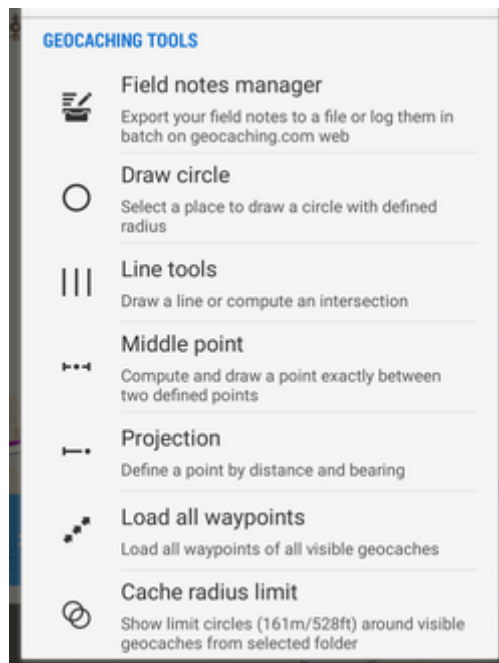 GEOCACHING TOOLS
Field notes manager
Export your field notes to a file or log them in
batch on geocaching.com web
Draw circle
Select a place to draw a circle with defined
radius
Line tools
Draw a line or compute an intersection
Middle point
Compute and draw a point exactly between
two defined points
Projection
Define a point by distance and bearing
Load all waypoints
Load all waypoints of all visible geocaches
Cache radius limit
Show limit circles (161m/528ft) around visible
geocaches from selected folder